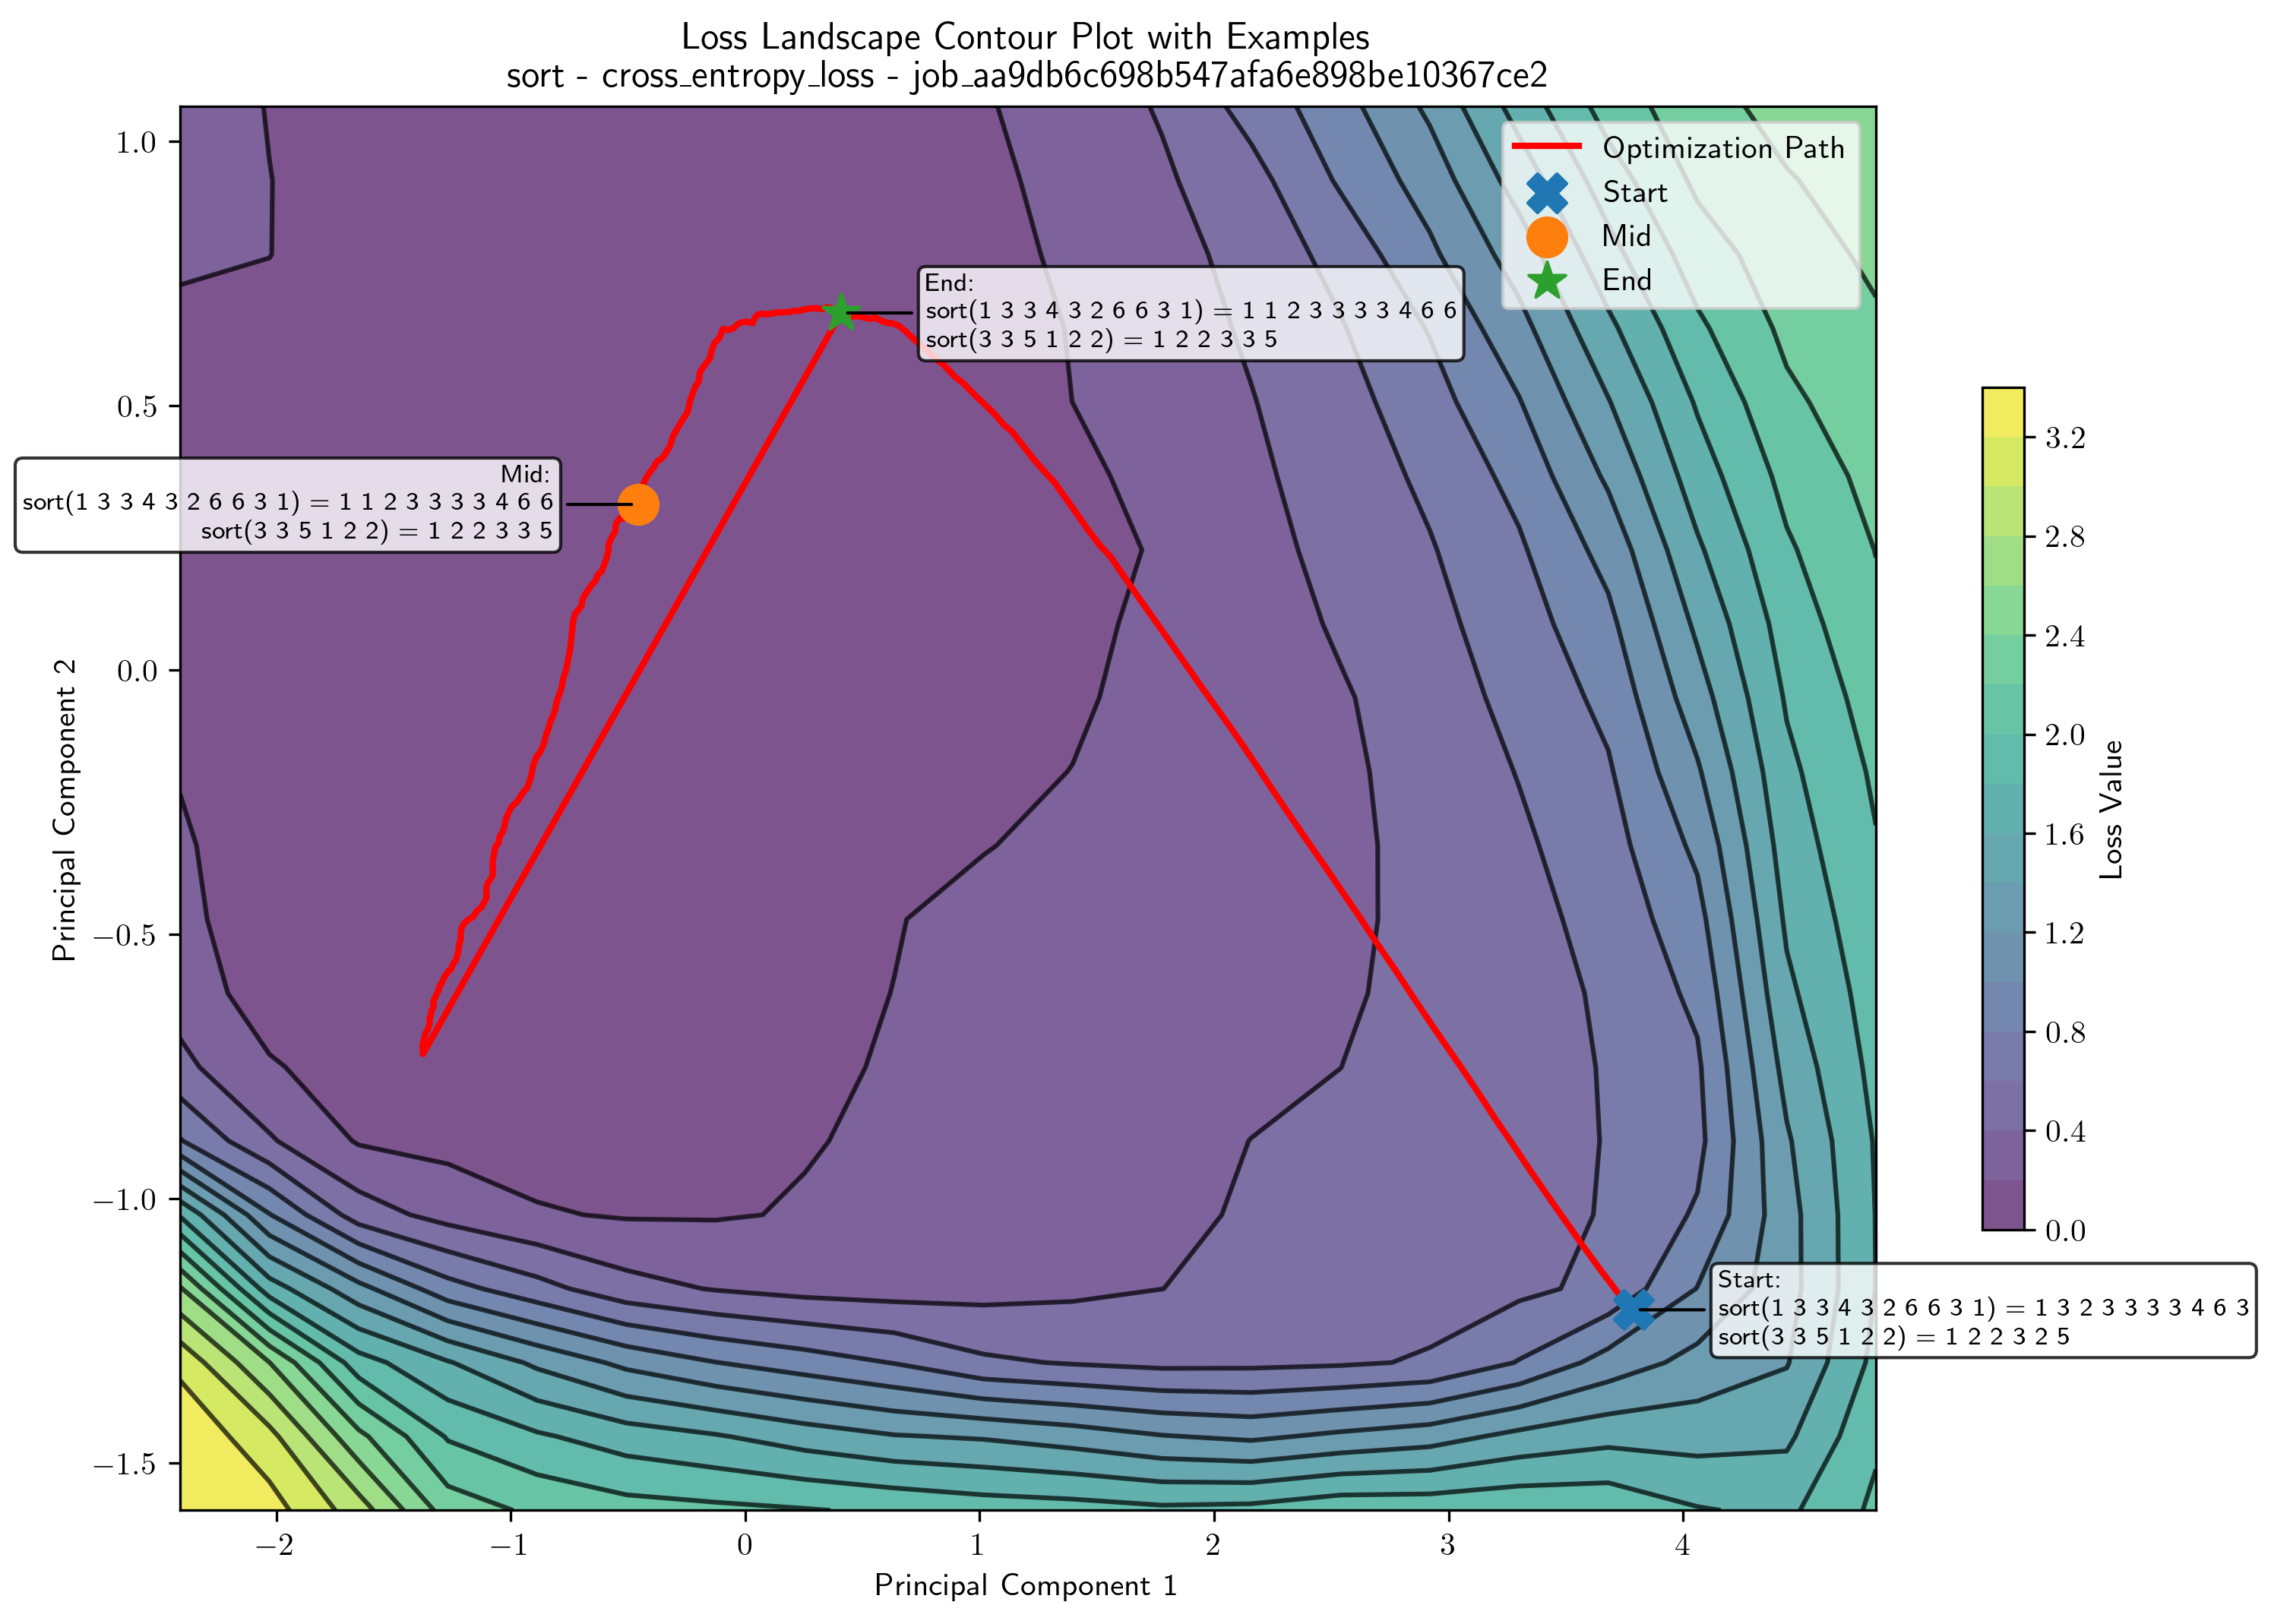 Loss Landscape Contour Plot with Examples
sort - cross_entropy_loss - job_aa9db6c698b547afa6e898be10367ce2
Optimization Path
Start
Mid
End
End:
sort(1 3 3 4 3 2 6 6 3 1) = 1 1 2 3 3 3 3 4 6 6
sort(3 3 5 1 2 2) = 1 2 2 3 3 5
Mid:
sort(1 3 3 4 3 2 6 6 3 1) = 1 1 2 3 3 3 3 4 6 6
sort(3 3 5 1 2 2) = 1 2 2 3 3 5
Start:
sort(1 3 3 4 3 2 6 6 3 1) = 1 3 2 3 3 3 3 4 6 3
sort(3 3 5 1 2 2) = 1 2 2 3 2 5
1.0
0.5
0.0
−0.5
−1.0
−1.5
Principal Component 2
−2
−1
0
1
2
3
4
Principal Component 1
3.2
2.8
2.4
2.0
1.6
1.2
0.8
0.4
0.0
Loss Value